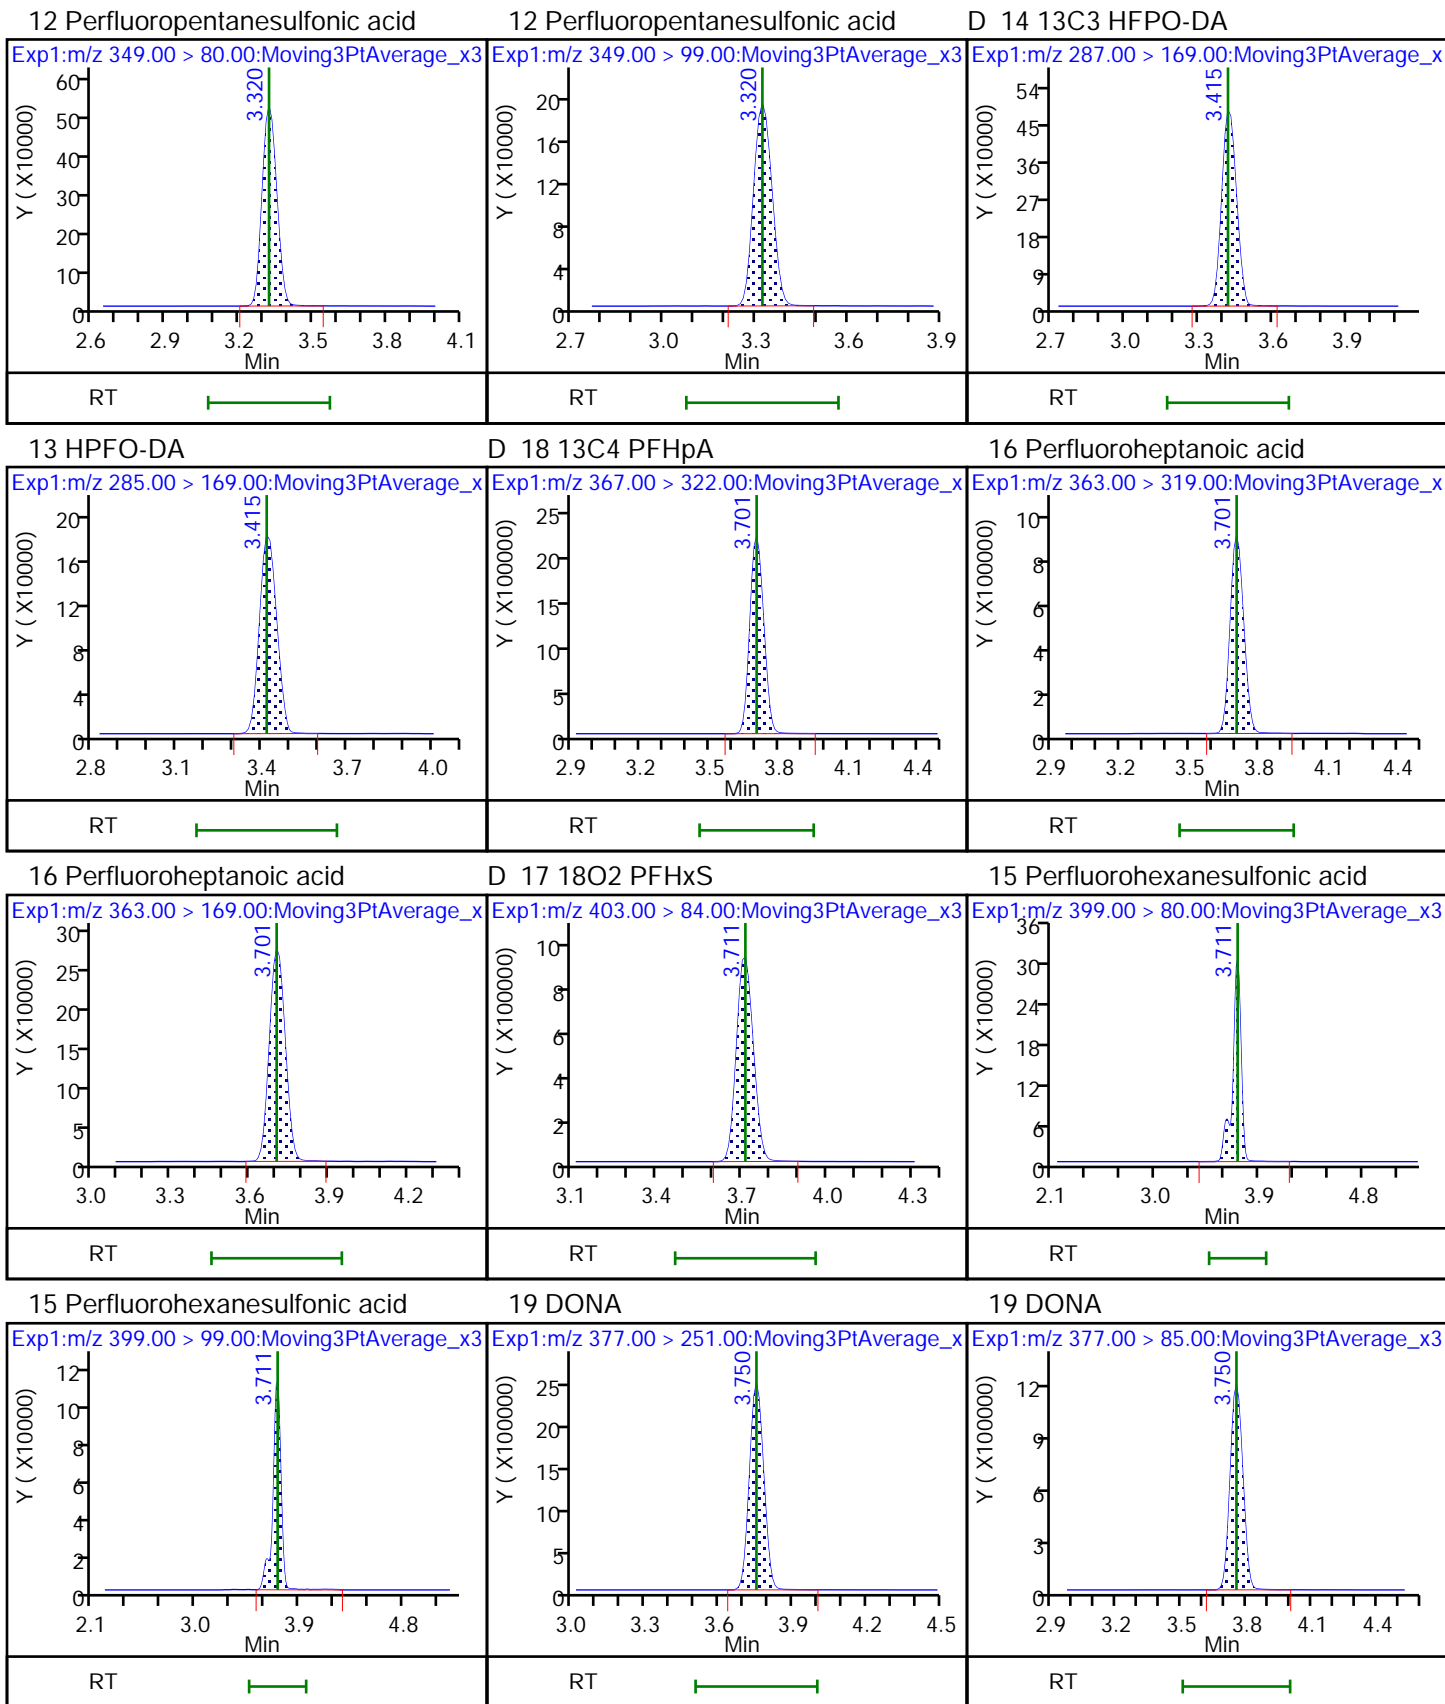 12 Perfluoropentanesulfonic acid
Exp1:m/z 349.00 > 80.00:Moving3PtAverage_x3
3.320
Y ( X10000)
60
50
40
30
20
10
0
2.6 2.9 3.2 3.5 3.8 4.1
Min
RT
12 Perfluoropentanesulfonic acid
Exp1:m/z 349.00 > 99.00:Moving3PtAverage_x3
3.320
Y ( X10000)
20
16
12
8
4
0
2.7 3.0 3.3 3.6 3.9
Min
RT
D 14 13C3 HFPO-DA
Exp1:m/z 287.00 > 169.00:Moving3PtAverage_x
3.415
Y ( X10000)
54
45
36
27
18
9
0
2.7 3.0 3.3 3.6 3.9
Min
RT
13 HPFO-DA
Exp1:m/z 285.00 > 169.00:Moving3PtAverage_x
3.415
Y ( X10000)
20
16
12
8
4
0
2.8 3.1 3.4 3.7 4.0
Min
RT
D 18 13C4 PFHpA
Exp1:m/z 367.00 > 322.00:Moving3PtAverage_x
3.701
Y ( X100000)
25
20
15
10
5
0
2.9 3.2 3.5 3.8 4.1 4.4
Min
RT
16 Perfluoroheptanoic acid
Exp1:m/z 363.00 > 319.00:Moving3PtAverage_x
3.701
Y ( X100000)
10
8
6
4
2
0
2.9 3.2 3.5 3.8 4.1 4.4
Min
RT
16 Perfluoroheptanoic acid
Exp1:m/z 363.00 > 169.00:Moving3PtAverage_x
3.701
Y ( X10000)
30
25
20
15
10
5
0
3.0 3.3 3.6 3.9 4.2
Min
RT
D 17 18O2 PFHxS
Exp1:m/z 403.00 > 84.00:Moving3PtAverage_x3
3.711
Y ( X100000)
10
8
6
4
2
0
3.1 3.4 3.7 4.0 4.3
Min
RT
15 Perfluorohexanesulfonic acid
Exp1:m/z 399.00 > 80.00:Moving3PtAverage_x3
3.711
Y ( X10000)
36
30
24
18
12
6
0
2.1 3.0 3.9 4.8
Min
RT
15 Perfluorohexanesulfonic acid
Exp1:m/z 399.00 > 99.00:Moving3PtAverage_x3
3.711
Y ( X10000)
12
10
8
6
4
2
0
2.1 3.0 3.9 4.8
Min
RT
19 DONA
Exp1:m/z 377.00 > 251.00:Moving3PtAverage_x
3.750
Y ( X100000)
25
20
15
10
5
0
3.0 3.3 3.6 3.9 4.2 4.5
Min
RT
19 DONA
Exp1:m/z 377.00 > 85.00:Moving3PtAverage_x3
3.750
Y ( X100000)
12
9
6
3
0
2.9 3.2 3.5 3.8 4.1 4.4
Min
RT